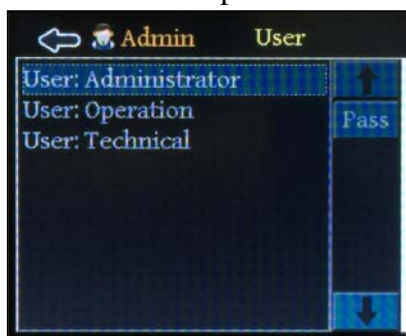 Admin User
User: Administrator
User: Operation
Pass
User: Technical